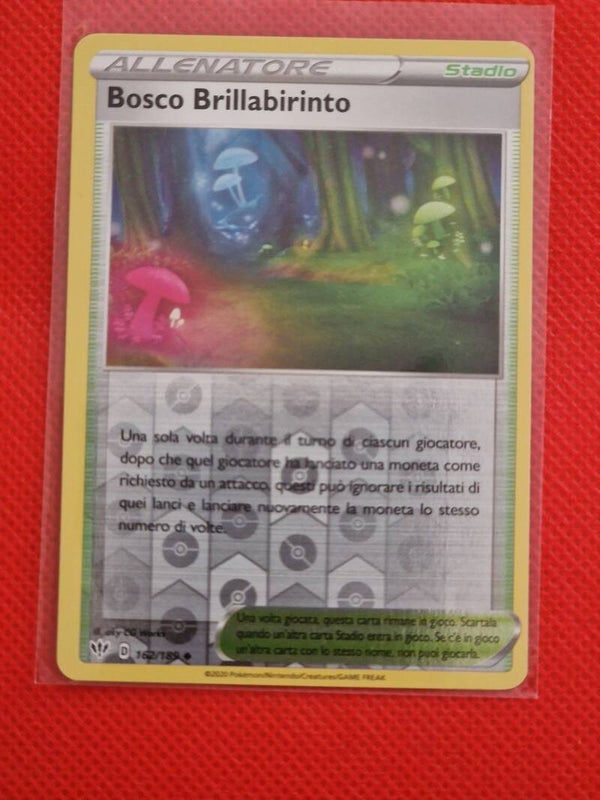 ALLENATORE Stadio
Bosco Brillabirinto
Una sola volta durante il turno di ciascun giocatore,
dopo che quel giocatore ha lanciato una moneta come
richiesto da un attacco, questi può ignorare i risultati di
quei lanci e lanciare nuovamente la moneta lo stesso
numero di volte.
Una volta giocata, questa carta rimane in gioco. Scartala
quando un'altra carta Stadio entra in gioco. Se c'è in gioco
un'altra carta con lo stesso nome, non puoi giocarla.
Ill. aky CG Works
D 162/189
©2020 Pokémon/Nintendo/Creatures/GAME FREAK